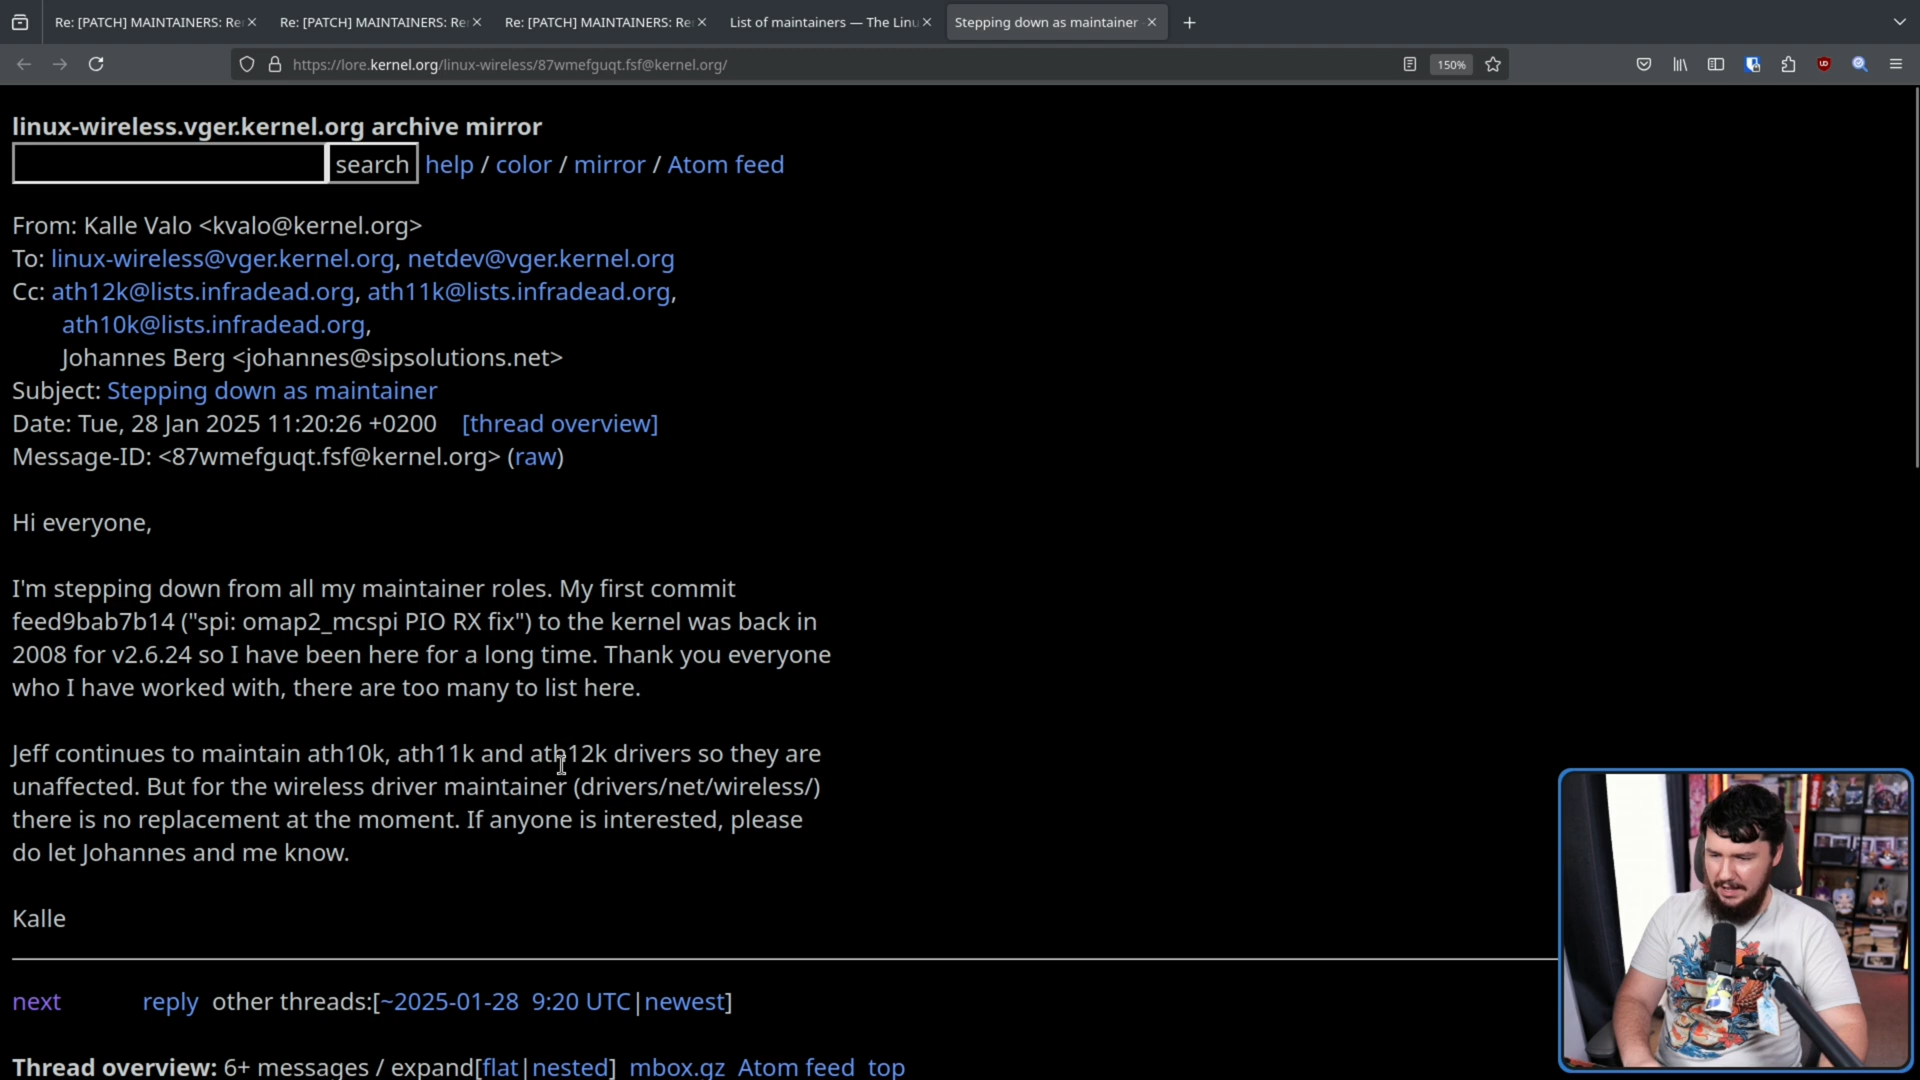 Re: [PATCH] MAINTAINERS: Re
Re: [PATCH] MAINTAINERS: Re
Re: [PATCH] MAINTAINERS: Re
List of maintainers — The Linu
Stepping down as maintainer
https://lore.kernel.org/linux-wireless/87wmefguqt.fsf@kernel.org/
150%
linux-wireless.vger.kernel.org archive mirror
search help / color / mirror / Atom feed
From: Kalle Valo <kvalo@kernel.org>
To: linux-wireless@vger.kernel.org, netdev@vger.kernel.org
Cc: ath12k@lists.infradead.org, ath11k@lists.infradead.org,
ath10k@lists.infradead.org,
Johannes Berg <johannes@sipsolutions.net>
Subject: Stepping down as maintainer
Date: Tue, 28 Jan 2025 11:20:26 +0200 [thread overview]
Message-ID: <87wmefguqt.fsf@kernel.org> (raw)
Hi everyone,
I'm stepping down from all my maintainer roles. My first commit
feed9bab7b14 ("spi: omap2_mcspi PIO RX fix") to the kernel was back in
2008 for v2.6.24 so I have been here for a long time. Thank you everyone
who I have worked with, there are too many to list here.
Jeff continues to maintain ath10k, ath11k and ath12k drivers so they are
unaffected. But for the wireless driver maintainer (drivers/net/wireless/)
there is no replacement at the moment. If anyone is interested, please
do let Johannes and me know.
Kalle
next reply other threads:[~2025-01-28 9:20 UTC|newest]
Thread overview: 6+ messages / expand[flat|nested] mbox.gz Atom feed top